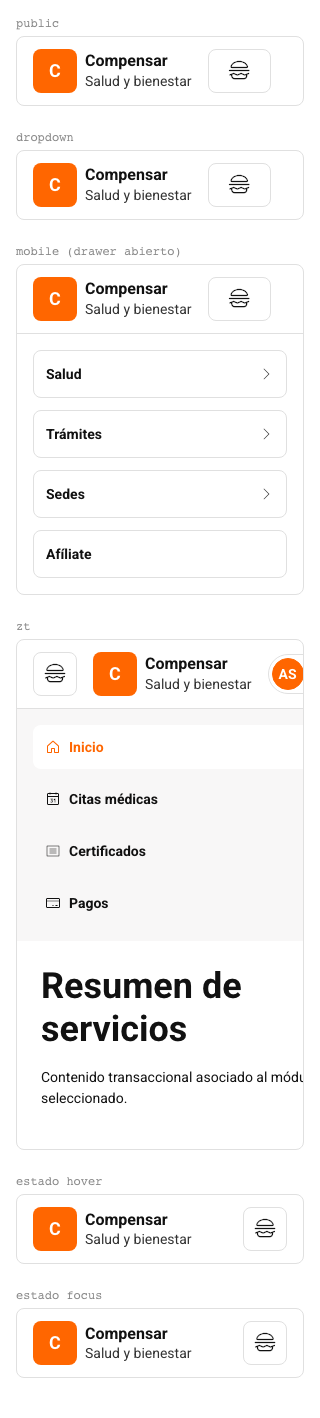 public
C
Compensar
Salud y bienestar
dropdown
C
Compensar
Salud y bienestar
mobile (drawer abierto)
C
Compensar
Salud y bienestar
Salud
Trámites
Sedes
Afíliate
zt
C
Compensar
Salud y bienestar
AS
Inicio
31
Citas médicas
Certificados
Pagos
Resumen de
servicios
Contenido transaccional asociado al módu
seleccionado.
estado hover
C
Compensar
Salud y bienestar
estado focus
C
Compensar
Salud y bienestar